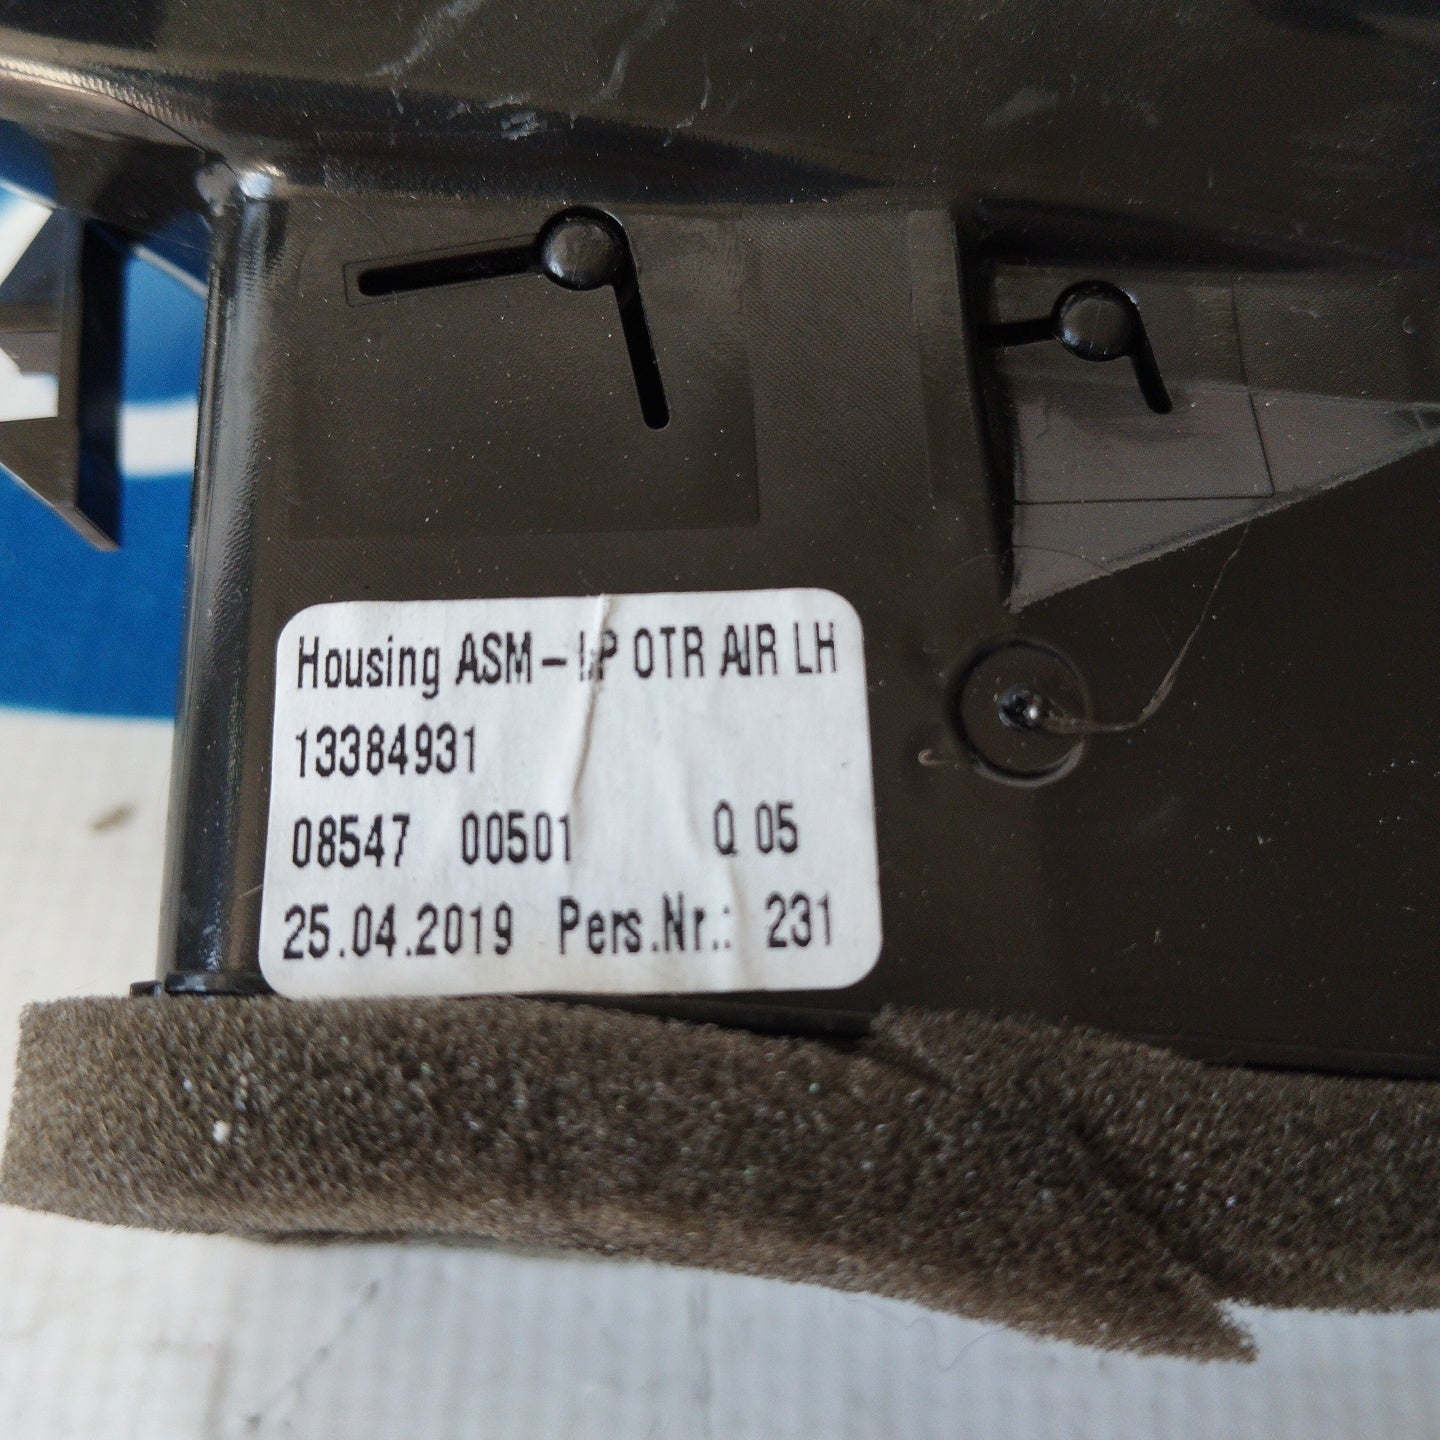 Housing ASM - I/P OTR AIR LH
13384931
08547 00501 Q 05
25.04.2019 Pers.Nr.: 231